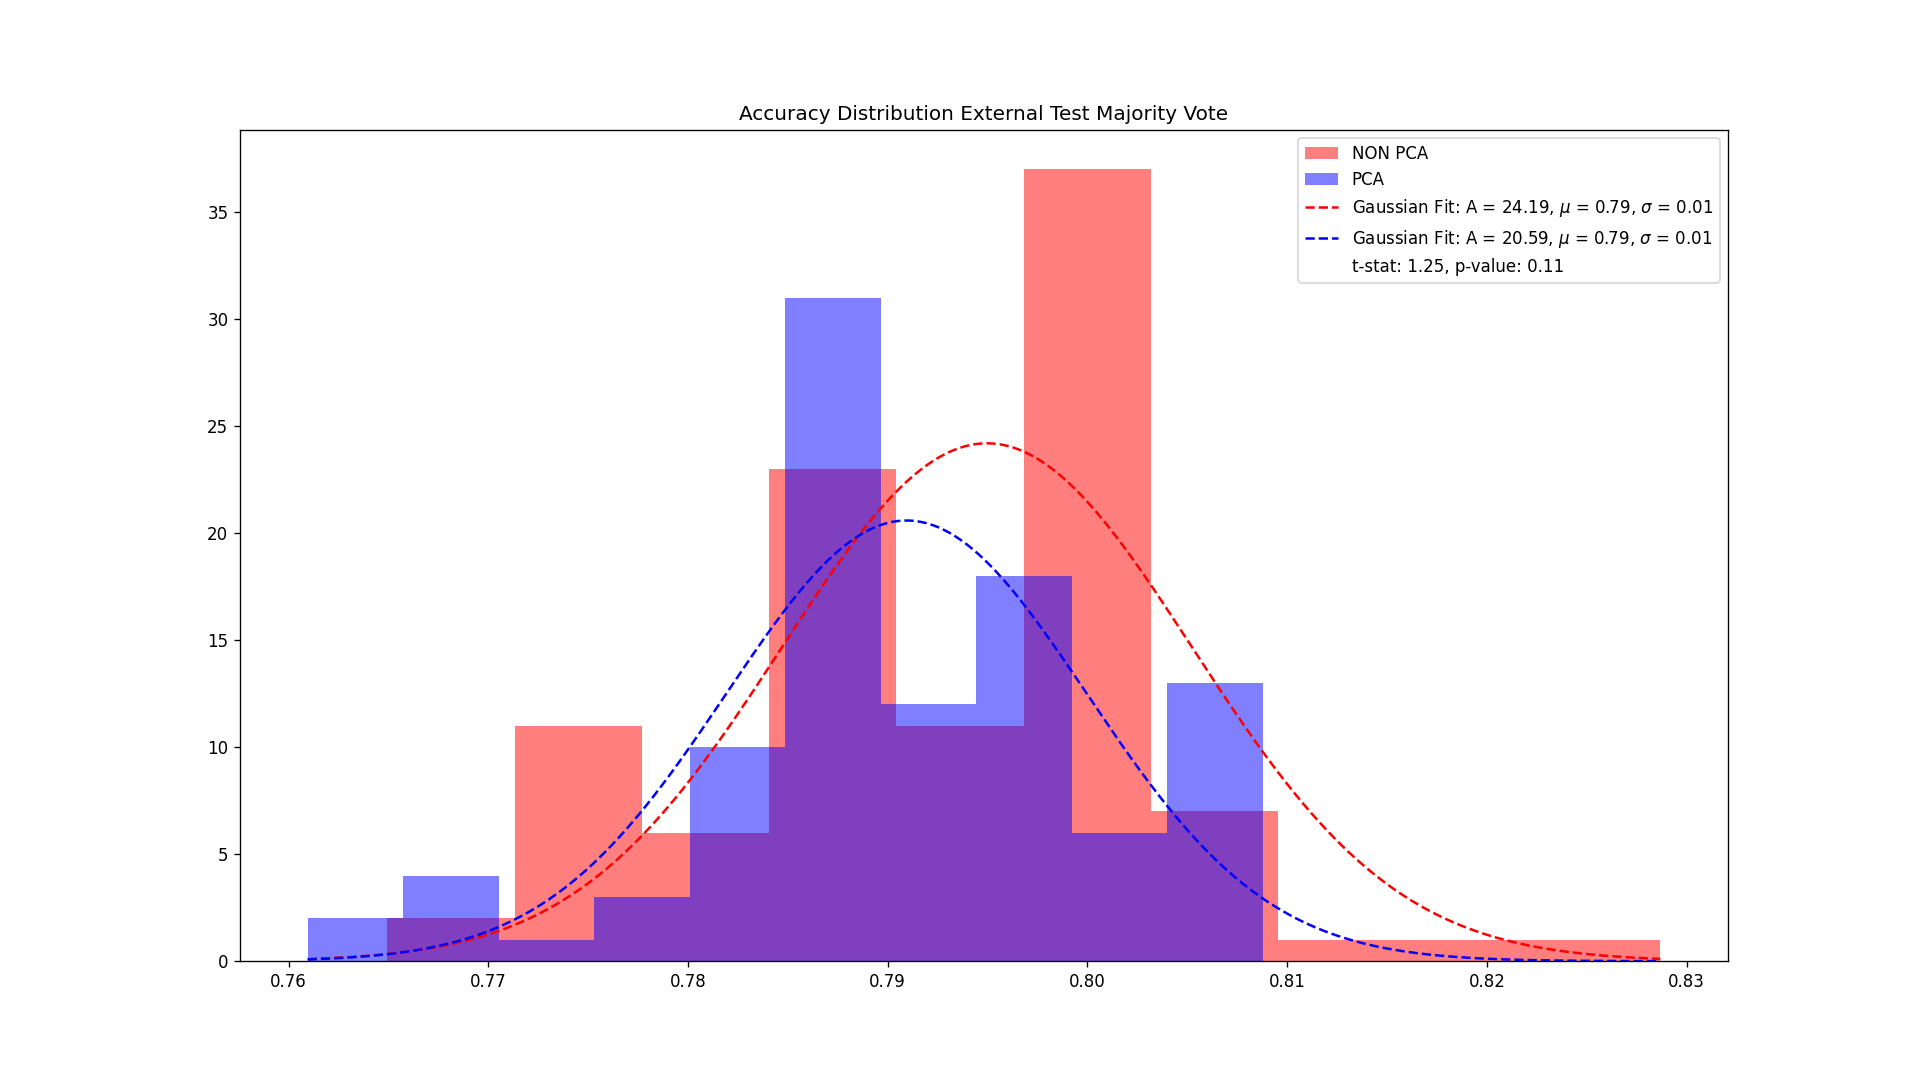 Accuracy Distribution External Test Majority Vote
NON PCA
PCA
Gaussian Fit: A = 24.19, μ = 0.79, σ = 0.01
Gaussian Fit: A = 20.59, μ = 0.79, σ = 0.01
t-stat: 1.25, p-value: 0.11
35
30
25
20
15
10
5
0
0.76 0.77 0.78 0.79 0.80 0.81 0.82 0.83